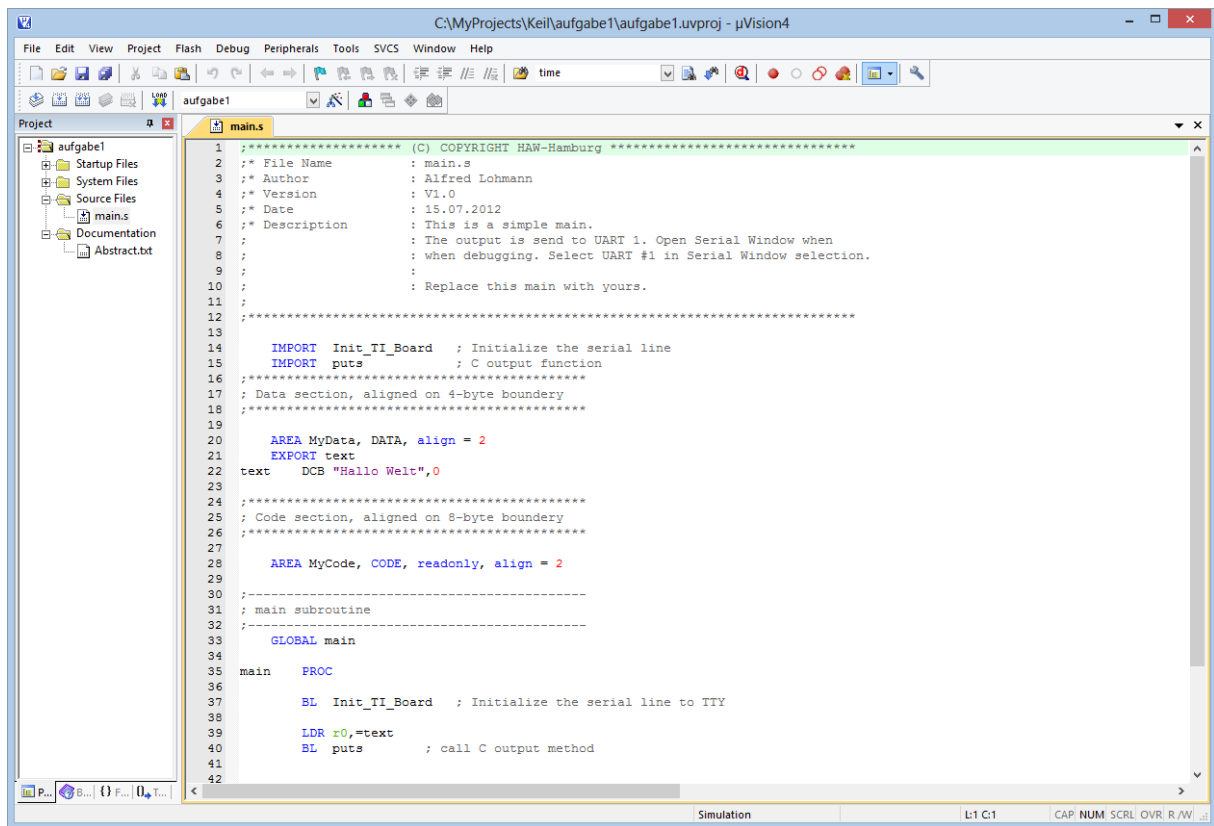 C:\MyProjects\Keil\aufgabe1\aufgabe1.uvproj - µVision4
File Edit View Project Flash Debug Peripherals Tools SVCS Window Help
time
LOAD aufgabe1
Project
main.s
aufgabe1
Startup Files
System Files
Source Files
main.s
Documentation
Abstract.txt
1 ;******************** (C) COPYRIGHT HAW-Hamburg ********************************
2 ;* File Name : main.s
3 ;* Author : Alfred Lohmann
4 ;* Version : V1.0
5 ;* Date : 15.07.2012
6 ;* Description : This is a simple main.
7 ; : The output is send to UART 1. Open Serial Window when
8 ; : when debugging. Select UART #1 in Serial Window selection.
9 ; :
10 ; : Replace this main with yours.
11 ;
12 ;*******************************************************************************
13
14 IMPORT Init_TI_Board ; Initialize the serial line
15 IMPORT puts ; C output function
16 ;********************************************
17 ; Data section, aligned on 4-byte boundery
18 ;********************************************
19
20 AREA MyData, DATA, align = 2
21 EXPORT text
22 text DCB "Hallo Welt",0
23
24 ;********************************************
25 ; Code section, aligned on 8-byte boundery
26 ;********************************************
27
28 AREA MyCode, CODE, readonly, align = 2
29
30 ;--------------------------------------------
31 ; main subroutine
32 ;--------------------------------------------
33 GLOBAL main
34
35 main PROC
36
37 BL Init_TI_Board ; Initialize the serial line to TTY
38
39 LDR r0,=text
40 BL puts ; call C output method
41
42
P... B... {} F... 0 T...
Simulation L:1 C:1 CAP NUM SCRL OVR R/W